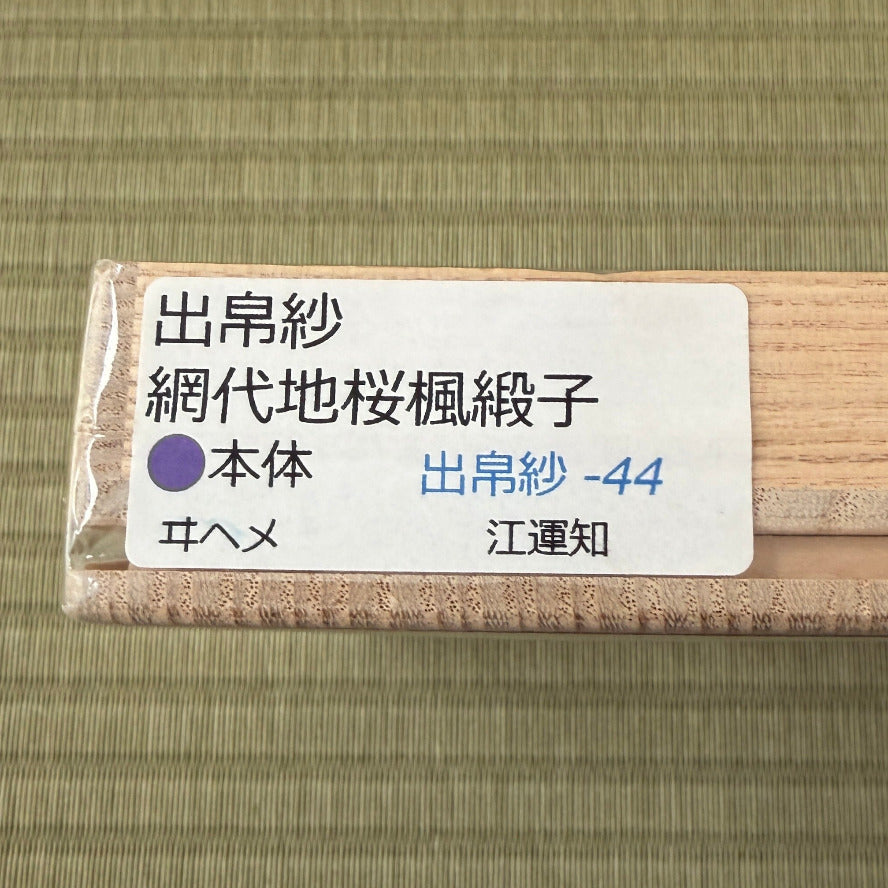 出帛紗
網代地桜楓緞子
本体
出帛紗 -44
ヰヘメ
江運知